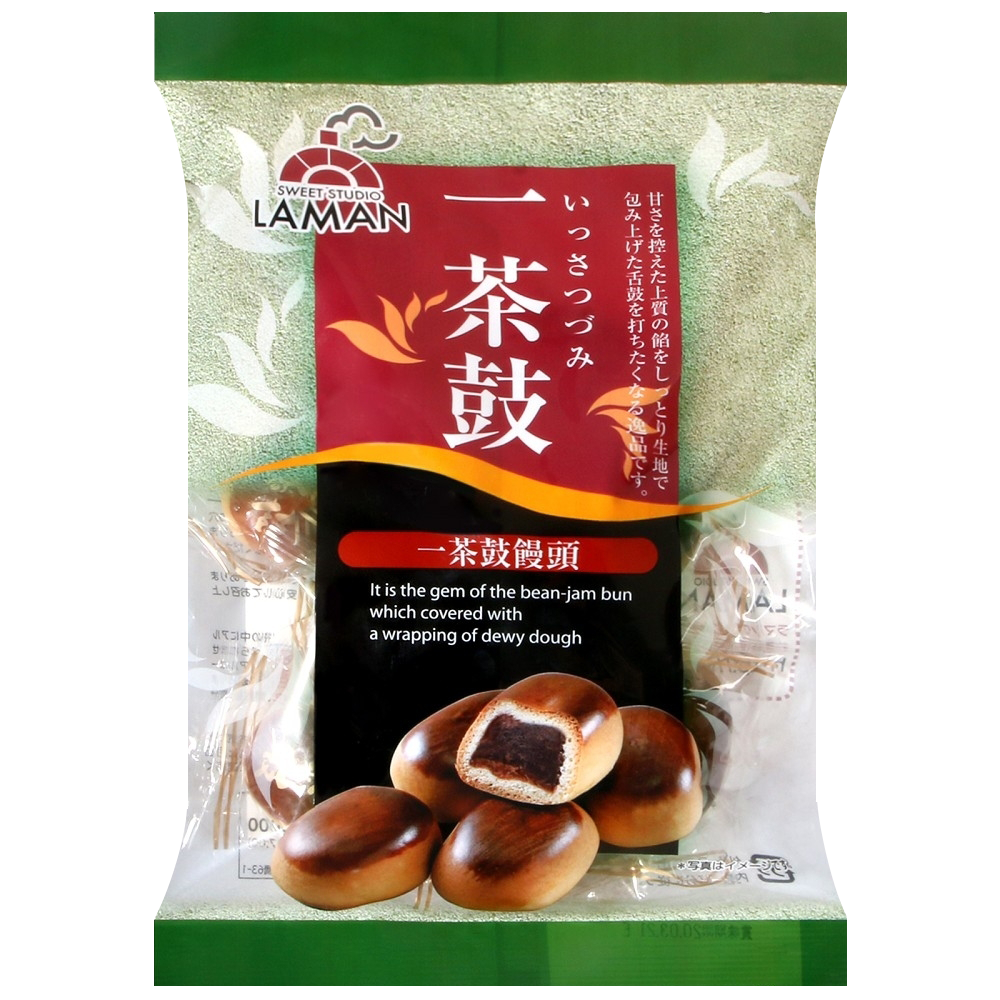 SWEET STUDIO
LAMAN
一茶鼓
いっさつづみ
甘さを控えた上質の餡をしっとり生地で
包み上げた舌鼓を打ちたくなる逸品です。
一茶鼓饅頭
It is the gem of the bean-jam bun
which covered with
a wrapping of dewy dough
*写真はイメージです